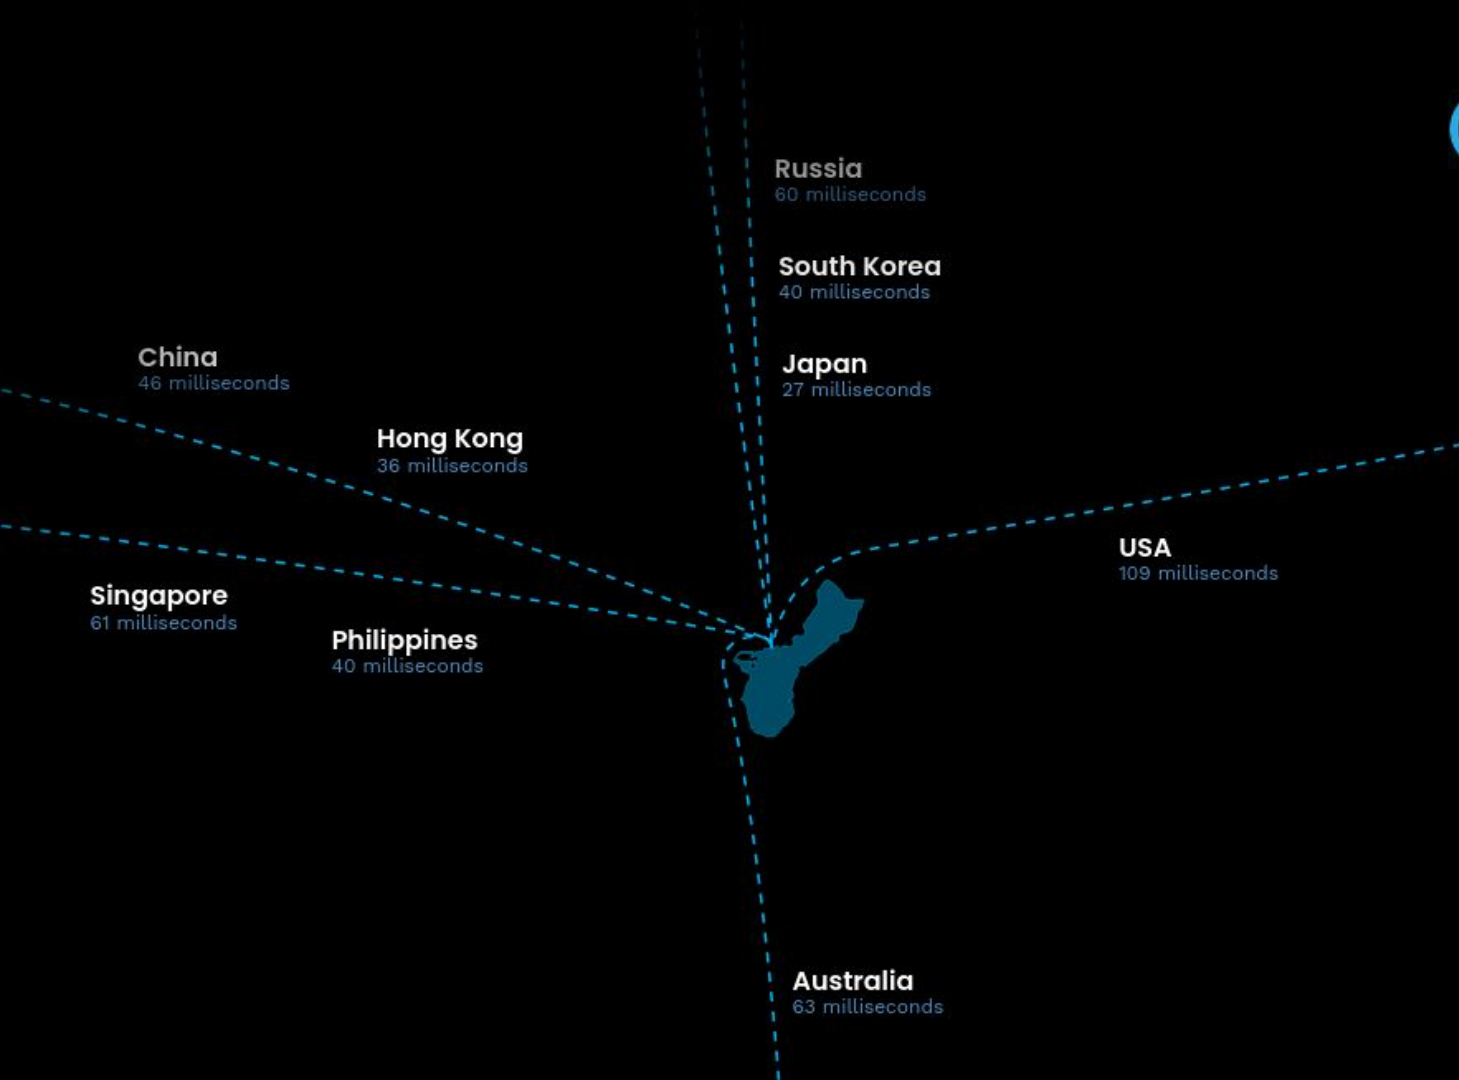 Russia
60 milliseconds
South Korea
40 milliseconds
China
46 milliseconds
Japan
27 milliseconds
Hong Kong
36 milliseconds
USA
109 milliseconds
Singapore
61 milliseconds
Philippines
40 milliseconds
Australia
63 milliseconds